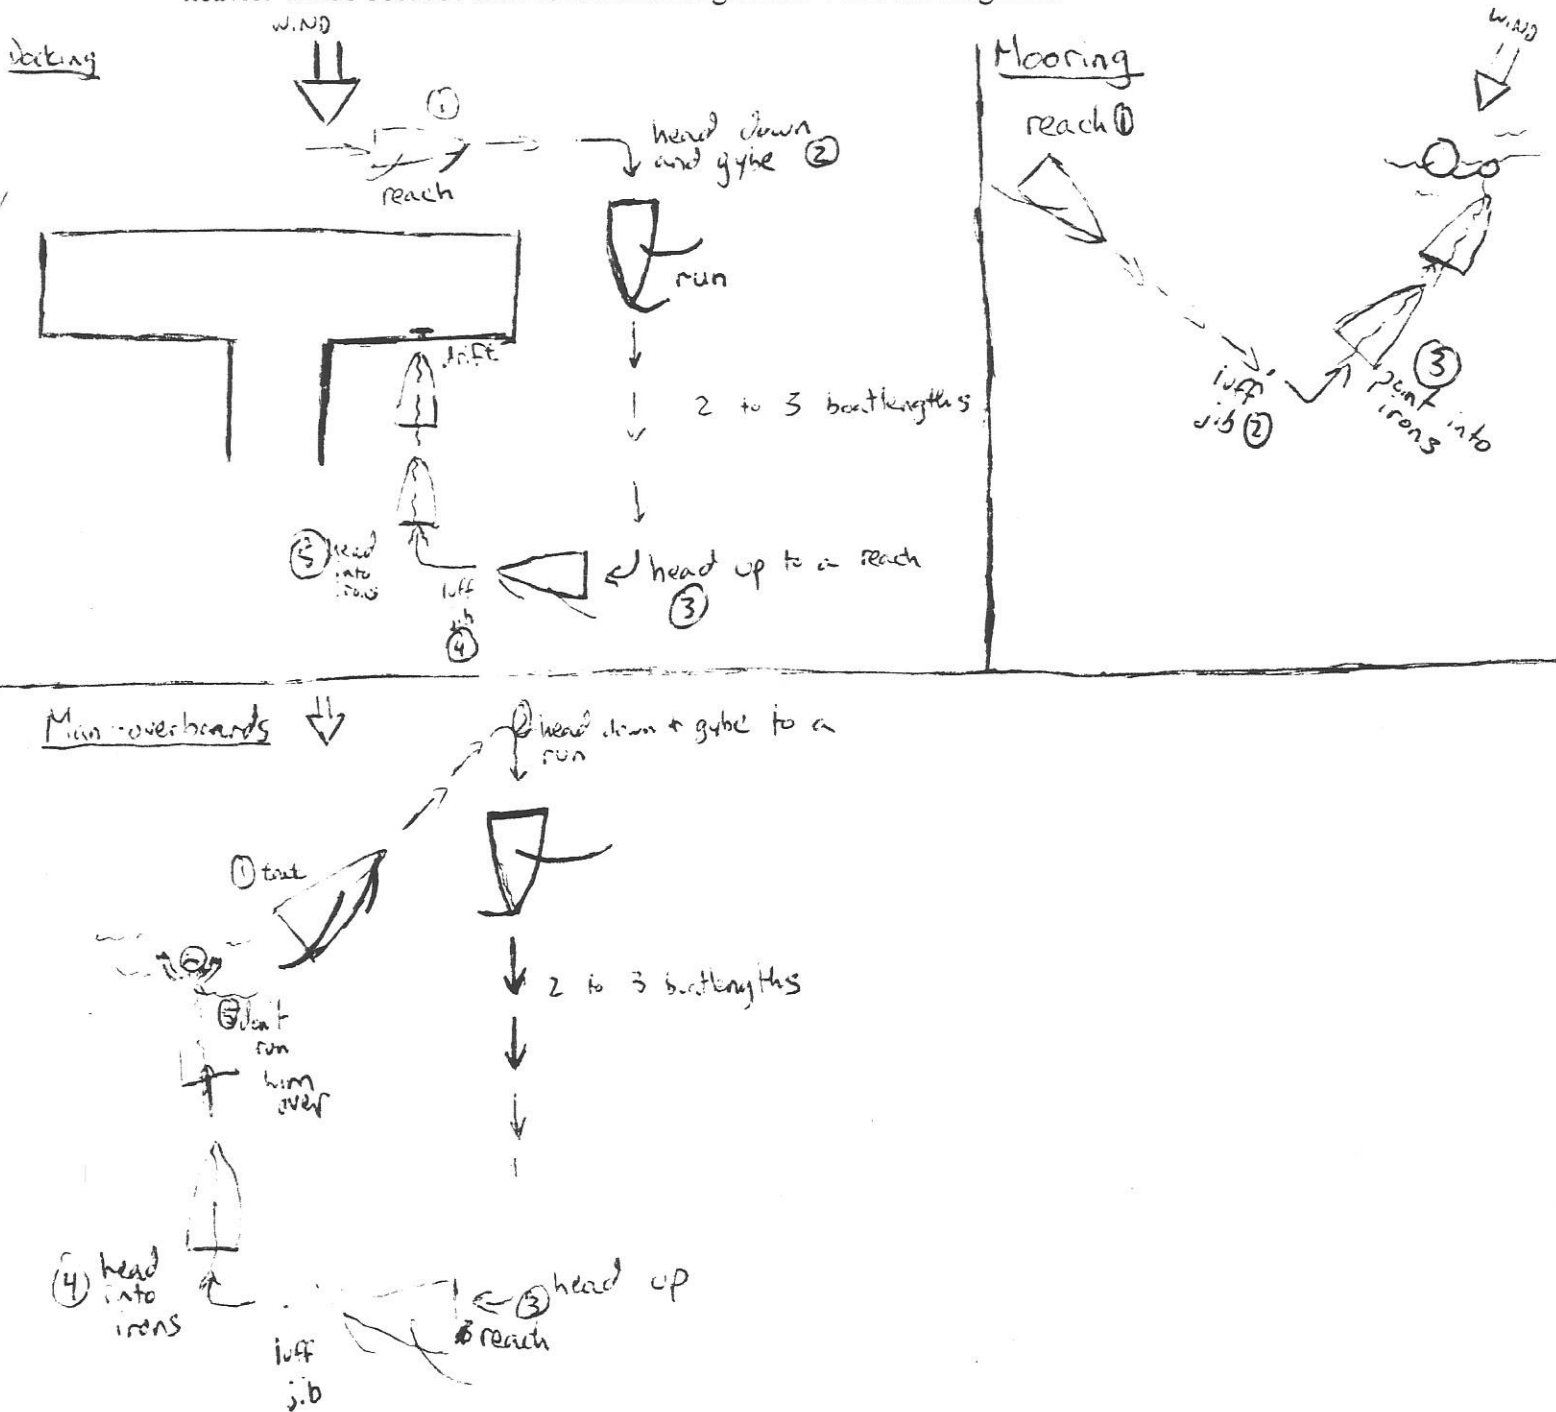 WIND
Docking
①
reach
head down
and gybe ②
run
drift
2 to 3 boatlengths
head up to a reach
③
⑤ head
into
irons
luff
jib
④
Mooring
WIND
reach ①
luff
jib ②
③
point into
irons
Man-overboards
head down + gybe to a
run
① tout
2 to 3 boatlengths
⑤ don't
run
him
over
④ head
into
irons
③ head up
reach
luff
jib